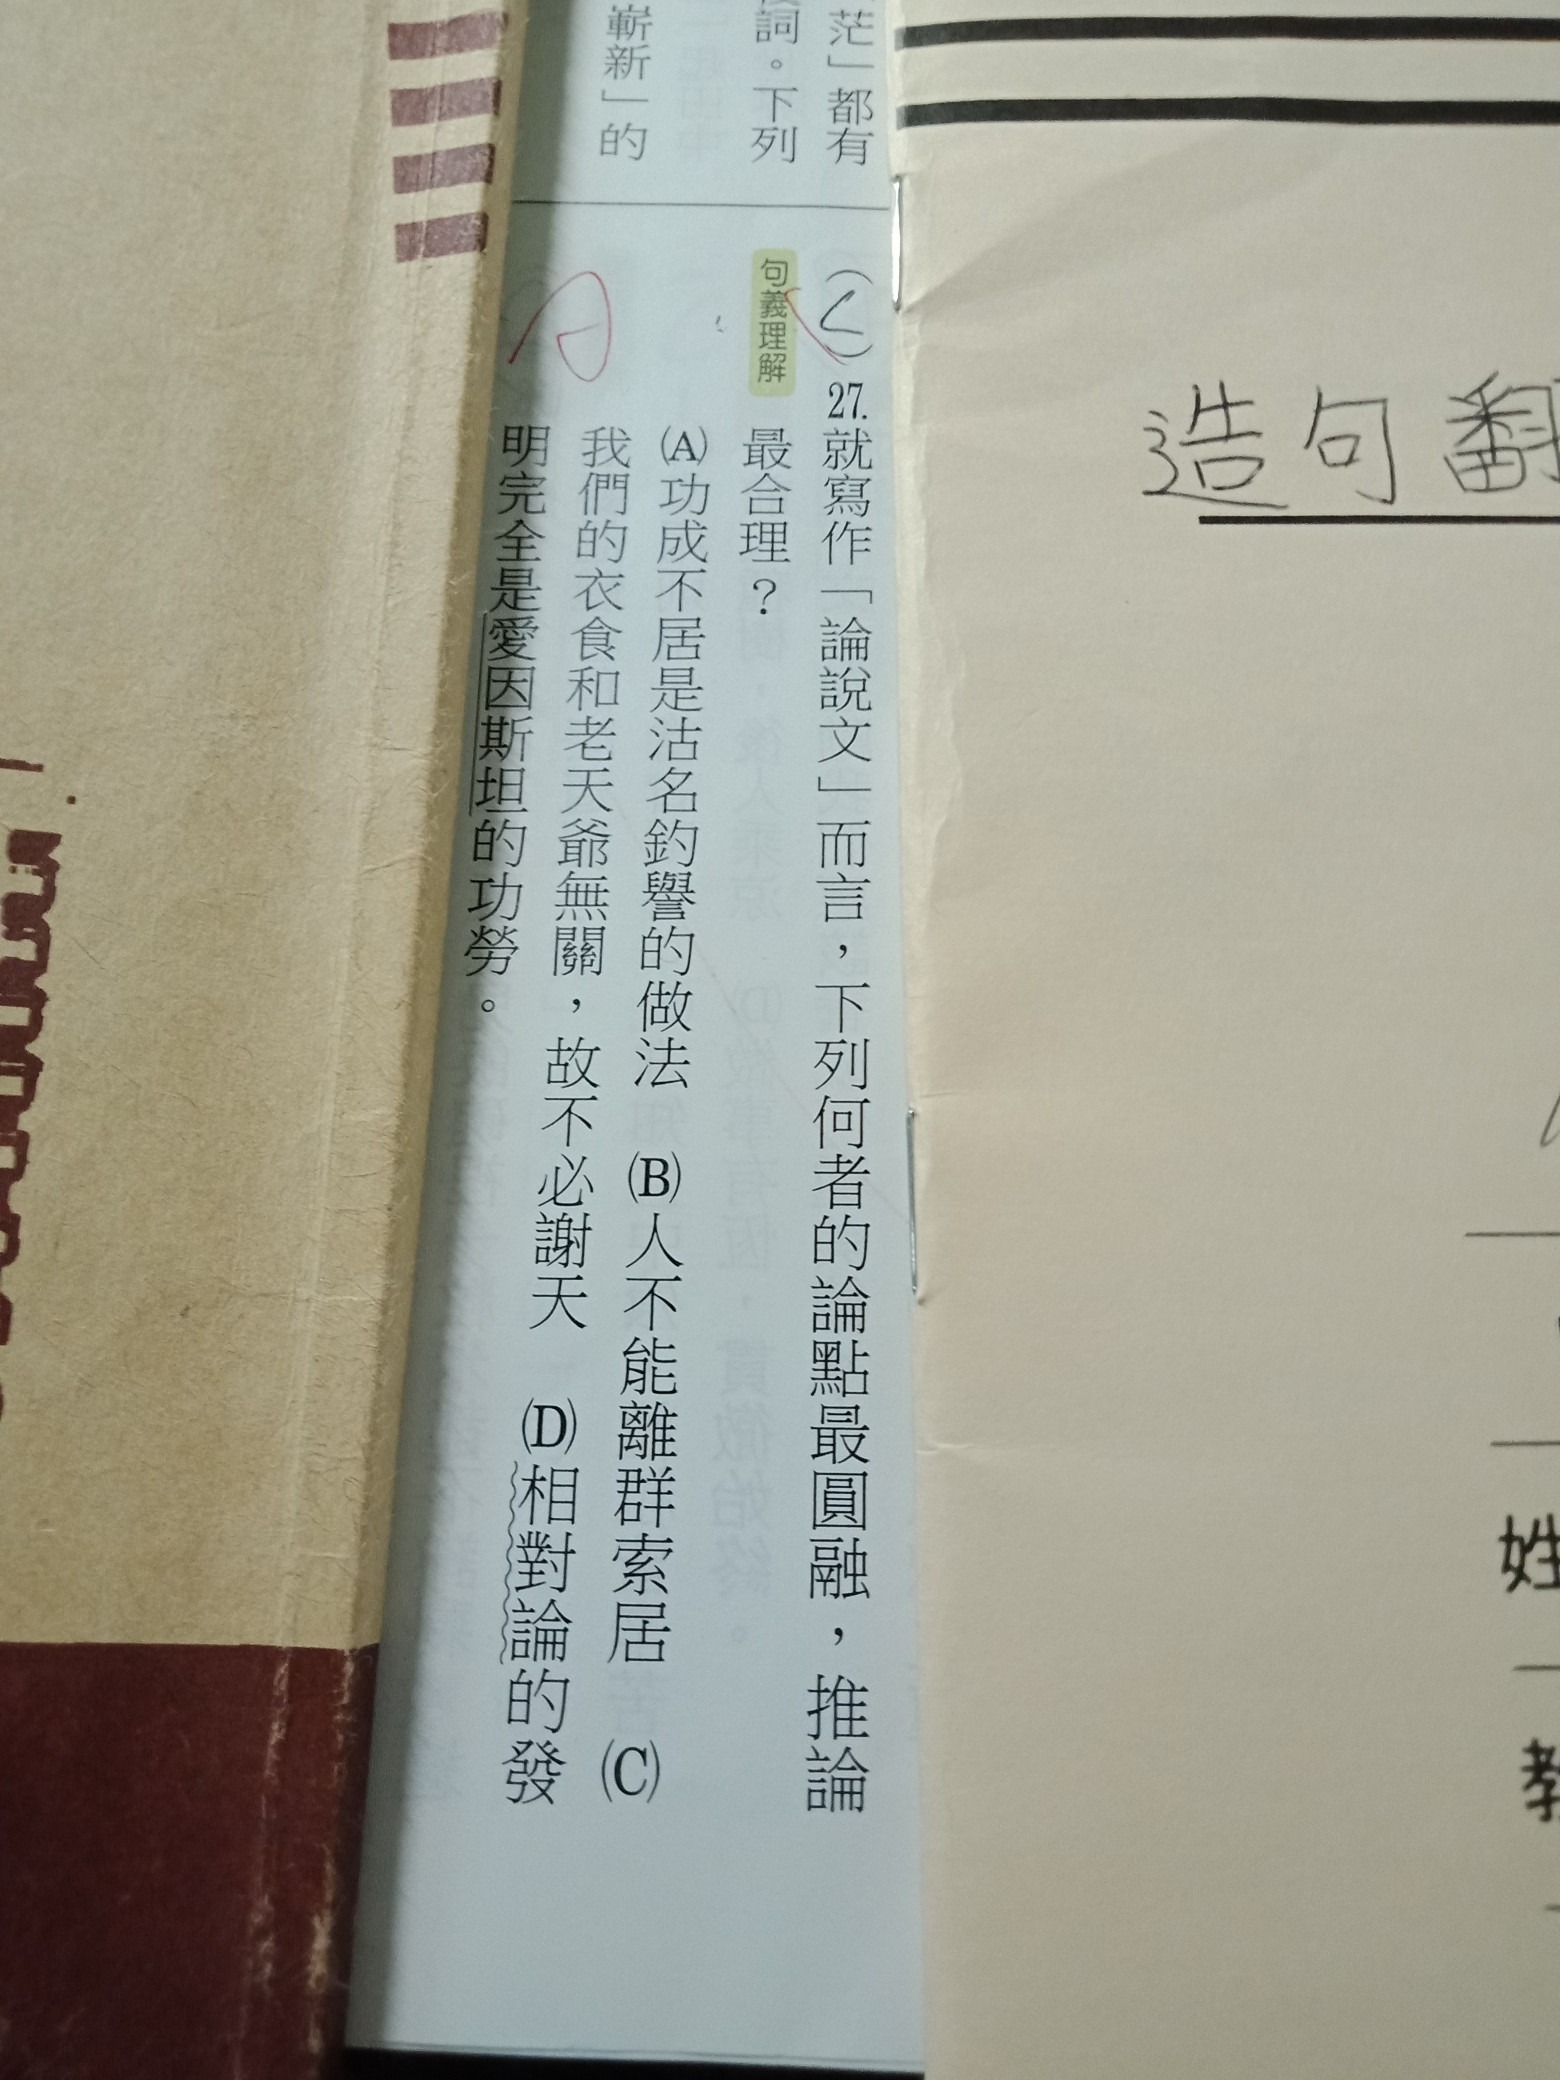 茫」都有
詞。下列
嶄新」的
(C)27.就寫作「論說文」而言，下列何者的論點最圓融，推論
最合理？
句義理解
(A)功成不居是沽名釣譽的做法 (B)人不能離群索居 (C)
我們的衣食和老天爺無關，故不必謝天 (D)相對論的發
明完全是愛因斯坦的功勞。
造句翻
姓
教